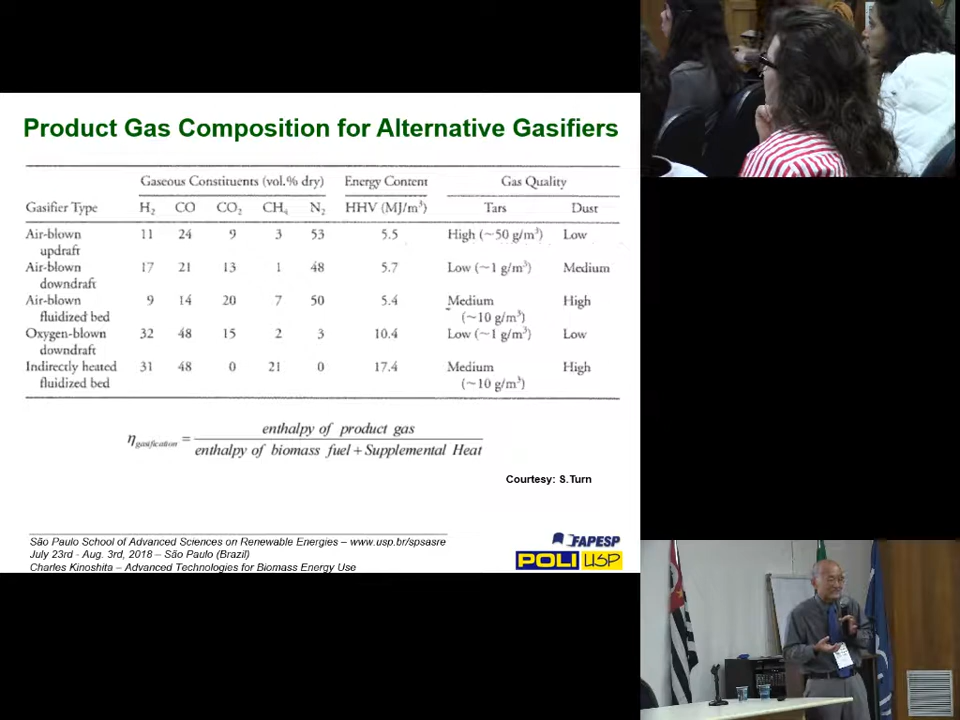 Product Gas Composition for Alternative Gasifiers
Gaseous Constituents (vol.% dry) Energy Content Gas Quality
Gasifier Type H₂ CO CO₂ CH₄ N₂ HHV (MJ/m³) Tars Dust
Air-blown 11 24 9 3 53 5.5 High (~50 g/m³) Low
updraft
Air-blown 17 21 13 1 48 5.7 Low (~1 g/m³) Medium
downdraft
Air-blown 9 14 20 7 50 5.4 Medium High
fluidized bed (~10 g/m³)
Oxygen-blown 32 48 15 2 3 10.4 Low (~1 g/m³) Low
downdraft
Indirectly heated 31 48 0 21 0 17.4 Medium High
fluidized bed (~10 g/m³)
enthalpy of product gas
η gasification =
enthalpy of biomass fuel + Supplemental Heat
Courtesy: S.Turn
São Paulo School of Advanced Sciences on Renewable Energies – www.usp.br/spsasre
July 23rd - Aug. 3rd, 2018 – São Paulo (Brazil)
Charles Kinoshita – Advanced Technologies for Biomass Energy Use
FAPESP
POLI USP